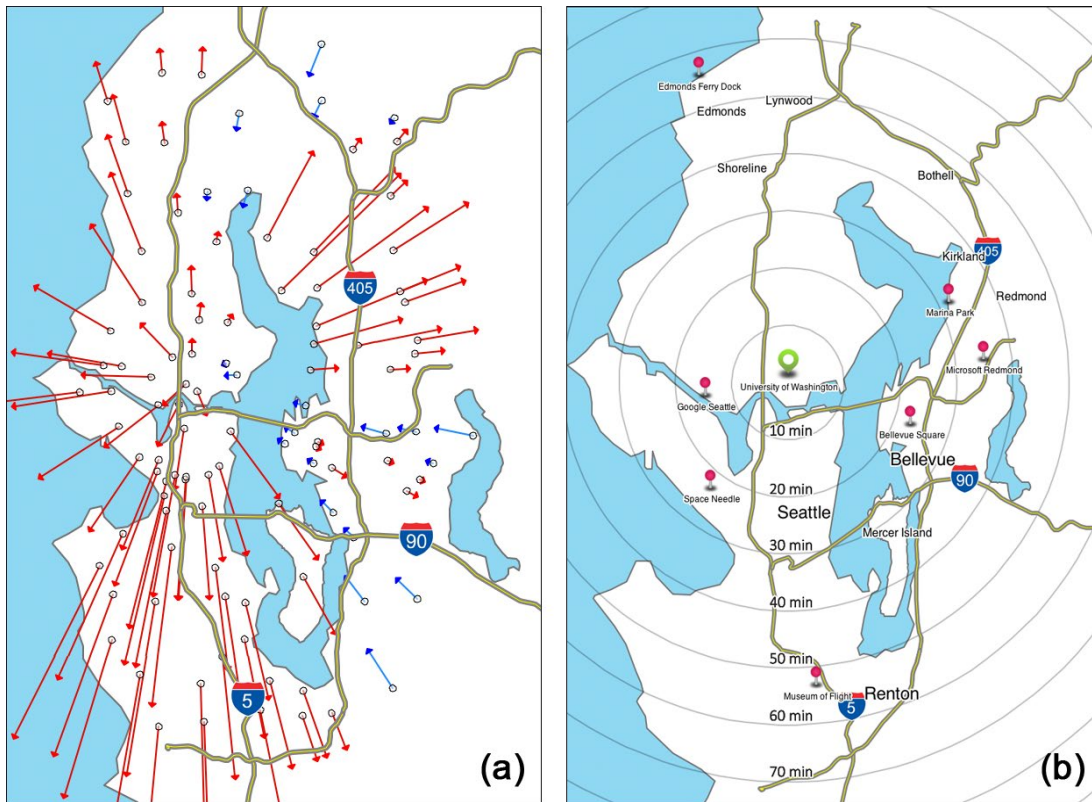 405
90
5
(a)
Edmonds Ferry Dock
Lynwood
Edmonds
Shoreline
Bothell
405
Kirkland
Redmond
Marina Park
Microsoft Redmond
University of Washington
Google Seattle
Bellevue Square
10 min
Bellevue
90
Space Needle
20 min
Seattle
Mercer Island
30 min
40 min
50 min
Museum of Flight
Renton
5
60 min
70 min
(b)